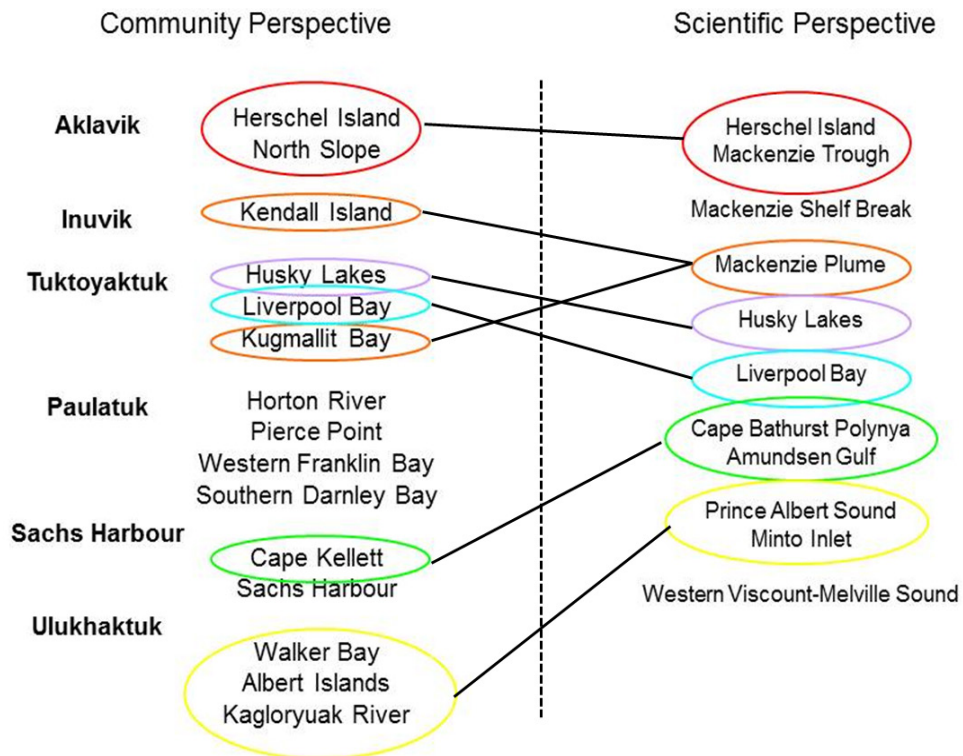 Community Perspective
Scientific Perspective
Aklavik
Herschel Island
North Slope
Inuvik
Kendall Island
Tuktoyaktuk
Husky Lakes
Liverpool Bay
Kugmallit Bay
Paulatuk
Horton River
Pierce Point
Western Franklin Bay
Southern Darnley Bay
Sachs Harbour
Cape Kellett
Sachs Harbour
Ulukhaktuk
Walker Bay
Albert Islands
Kagloryuak River
Herschel Island
Mackenzie Trough
Mackenzie Shelf Break
Mackenzie Plume
Husky Lakes
Liverpool Bay
Cape Bathurst Polynya
Amundsen Gulf
Prince Albert Sound
Minto Inlet
Western Viscount-Melville Sound